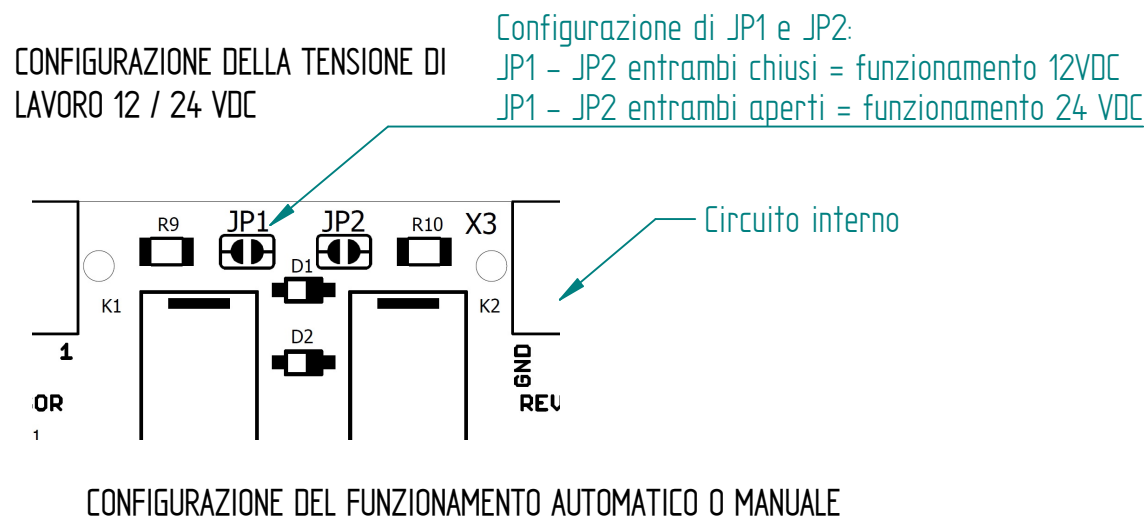 CONFIGURAZIONE DELLA TENSIONE DI
LAVORO 12 / 24 VDC
Configurazione di JP1 e JP2:
JP1 - JP2 entrambi chiusi = funzionamento 12VDC
JP1 - JP2 entrambi aperti = funzionamento 24 VDC
Circuito interno
R9 JP1 JP2 R10 X3
D1
K1 K2
D2
1 GND
OR REV
1
CONFIGURAZIONE DEL FUNZIONAMENTO AUTOMATICO O MANUALE